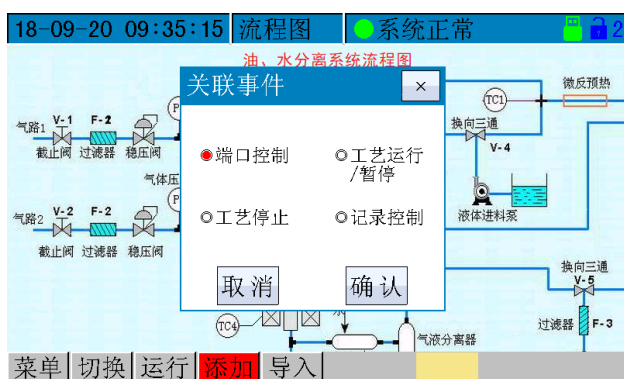 18-09-20 09:35:15 流程图 系统正常 2
油、水分离系统流程图
关联事件 ×
微反预热
TC1
气路1 V-1 F-2
换向三通
V-4
截止阀 过滤器 稳压阀
端口控制 工艺运行
/暂停
气体压
气路2 V-2 F-2
液体进料泵
工艺停止 记录控制
截止阀 过滤器 稳压阀
换向三通
V-5
取消 确认
TC4
过滤器 F-3
气液分离器
菜单 切换 运行 添加 导入